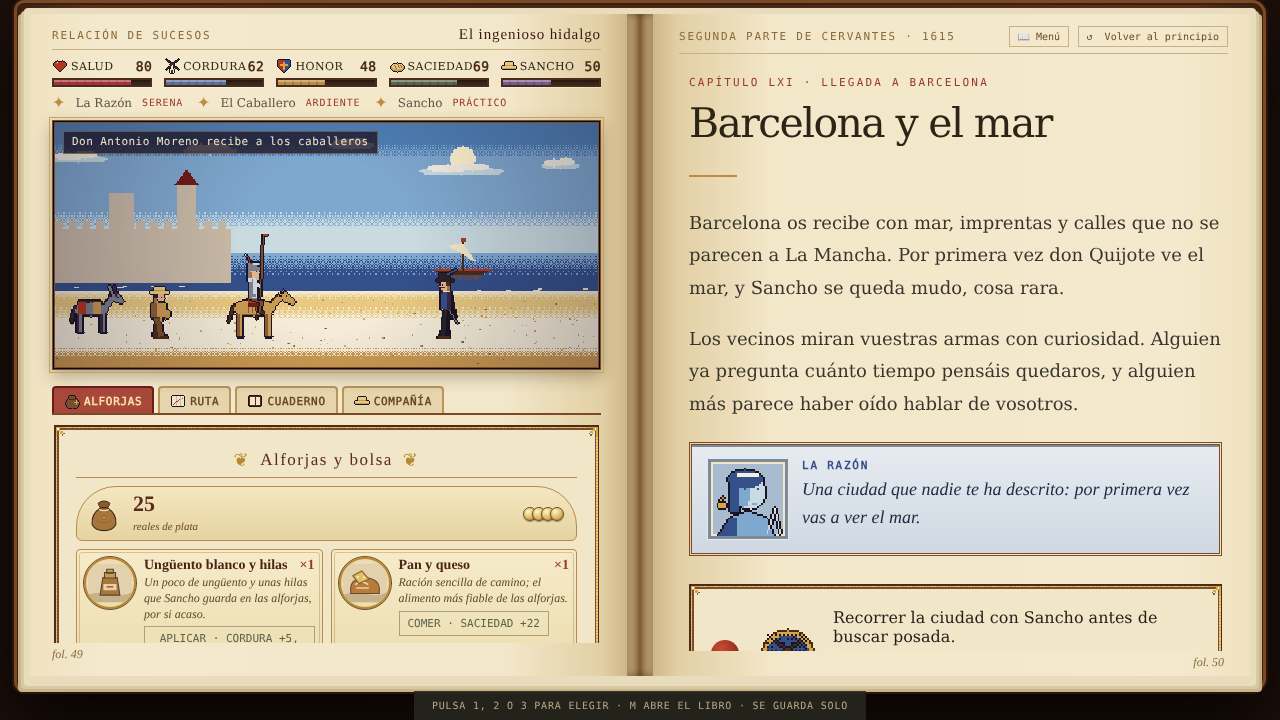 RELACIÓN DE SUCESOS
El ingenioso hidalgo
SALUD 80
CORDURA 62
HONOR 48
SACIEDAD 69
SANCHO 50
La Razón SERENA
El Caballero ARDIENTE
Sancho PRÁCTICO
Don Antonio Moreno recibe a los caballeros
ALFORJAS
RUTA
CUADERNO
COMPAÑÍA
Alforjas y bolsa
25
reales de plata
Ungüento blanco y hilas ×1
Un poco de ungüento y unas hilas
que Sancho guarda en las alforjas,
por si acaso.
APLICAR · CORDURA +5,
Pan y queso ×1
Ración sencilla de camino; el
alimento más fiable de las alforjas.
COMER · SACIEDAD +22
fol. 49
SEGUNDA PARTE DE CERVANTES · 1615
Menú
↺ Volver al principio
CAPÍTULO LXI · LLEGADA A BARCELONA
Barcelona y el mar
Barcelona os recibe con mar, imprentas y calles que no se
parecen a La Mancha. Por primera vez don Quijote ve el
mar, y Sancho se queda mudo, cosa rara.
Los vecinos miran vuestras armas con curiosidad. Alguien
ya pregunta cuánto tiempo pensáis quedaros, y alguien
más parece haber oído hablar de vosotros.
LA RAZÓN
Una ciudad que nadie te ha descrito: por primera vez
vas a ver el mar.
Recorrer la ciudad con Sancho antes de
buscar posada.
fol. 50
PULSA 1, 2 O 3 PARA ELEGIR · M ABRE EL LIBRO · SE GUARDA SOLO